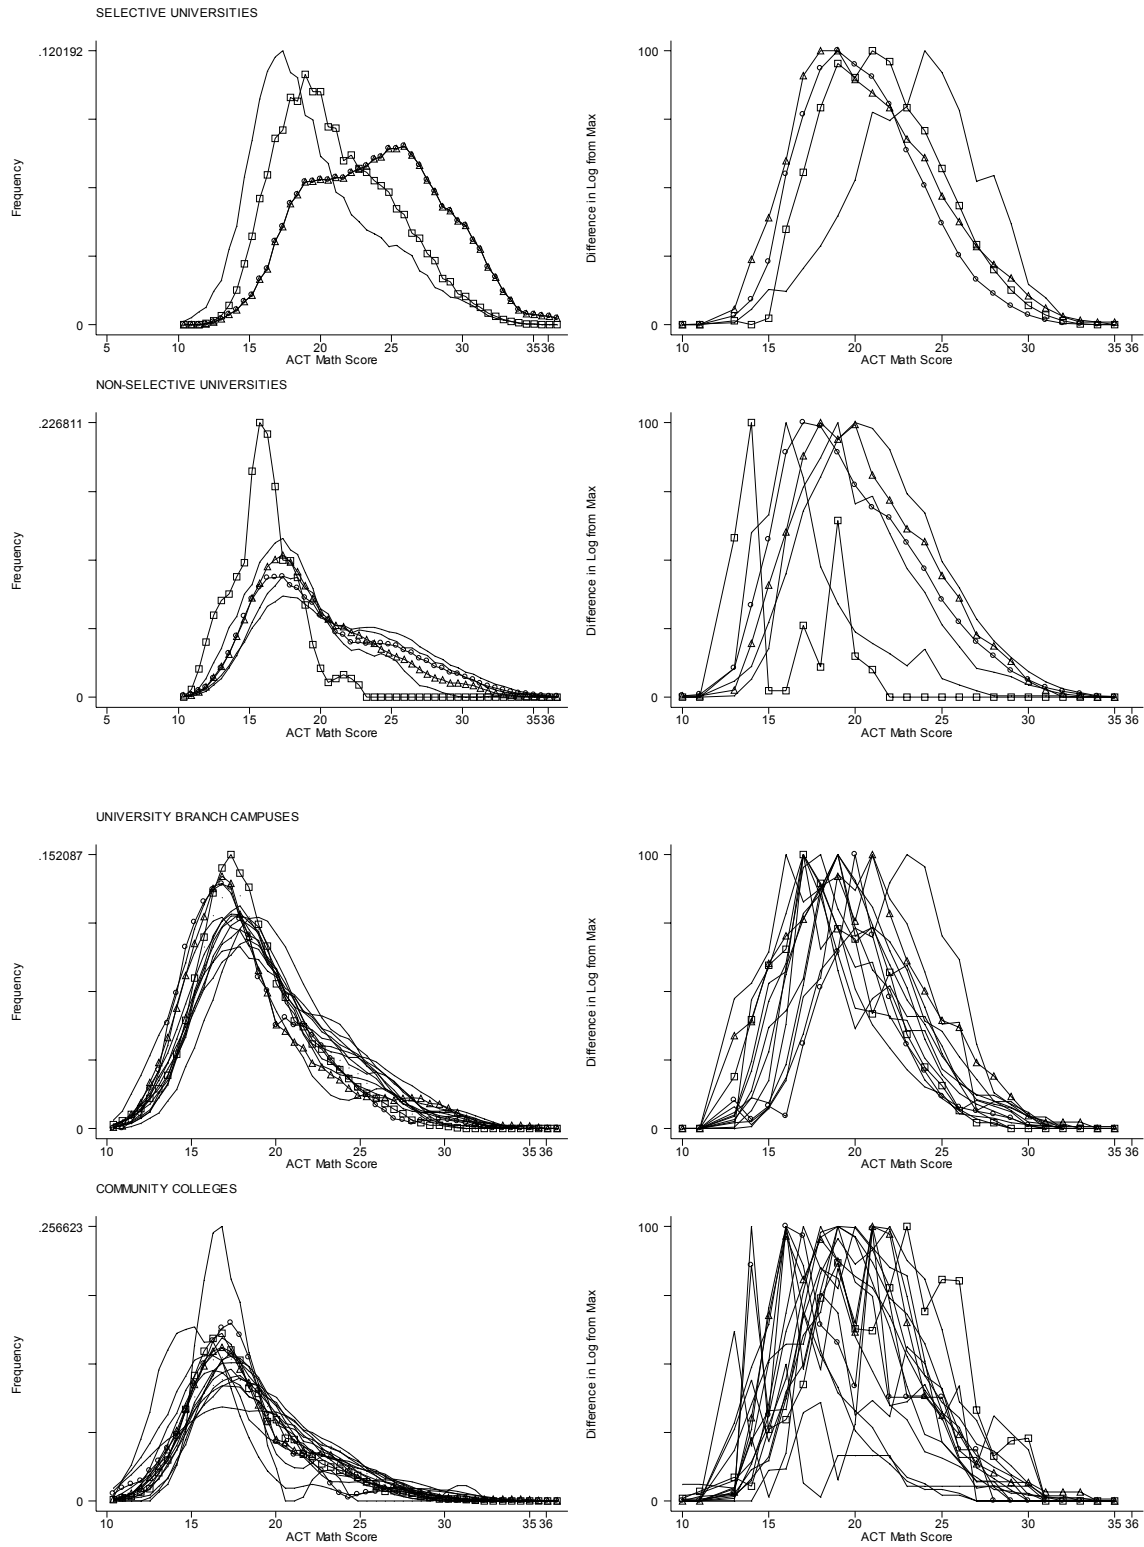 SELECTIVE UNIVERSITIES
.120192
Frequency
0
5 10 15 20 25 30 35 36
ACT Math Score
100
Difference in Log from Max
0
10 15 20 25 30 35 36
ACT Math Score
NON-SELECTIVE UNIVERSITIES
.226811
Frequency
0
5 10 15 20 25 30 35 36
ACT Math Score
100
Difference in Log from Max
0
10 15 20 25 30 35 36
ACT Math Score
UNIVERSITY BRANCH CAMPUSES
.152087
Frequency
0
10 20 30 35 36
ACT Math Score
100
Difference in Log from Max
0
10 15 20 25 30 35 36
ACT Math Score
COMMUNITY COLLEGES
.256623
Frequency
0
10 20 30 35 36
ACT Math Score
100
Difference in Log from Max
0
10 15 20 25 30 35 36
ACT Math Score